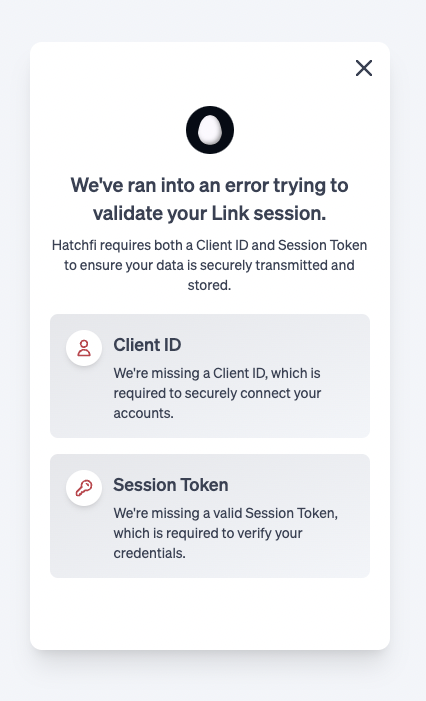 We've ran into an error trying to
validate your Link session.
Hatchfi requires both a Client ID and Session Token
to ensure your data is securely transmitted and
stored.
Client ID
We're missing a Client ID, which is
required to securely connect your
accounts.
Session Token
We're missing a valid Session Token,
which is required to verify your
credentials.